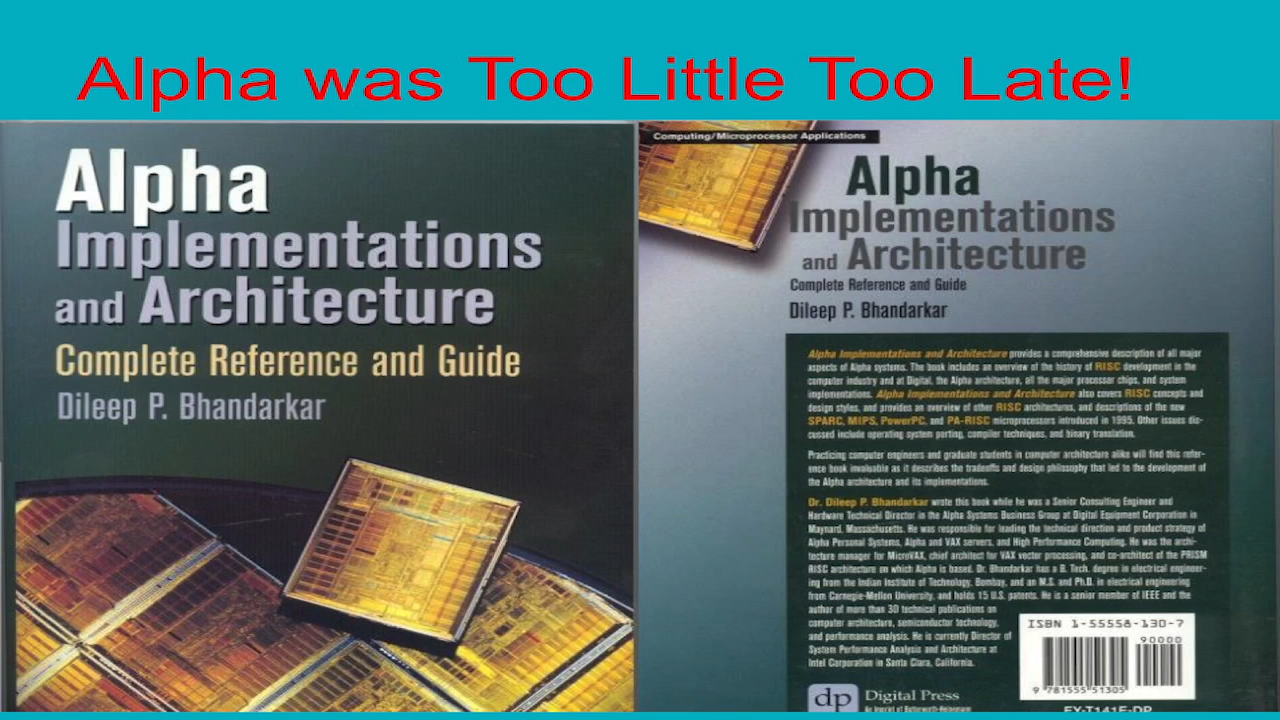 Alpha was Too Little Too Late!
Alpha
Implementations
and Architecture
Complete Reference and Guide
Dileep P. Bhandarkar
Computing/Microprocessor Applications
Alpha
Implementations
and Architecture
Complete Reference and Guide
Dileep P. Bhandarkar
Alpha Implementations and Architecture provides a comprehensive description of all major
aspects of Alpha systems. The book includes an overview of the history of RISC development in the
computer industry and at Digital, the Alpha architecture, all the major processor chips, and system
implementations. Alpha Implementations and Architecture also covers RISC concepts and
design styles, and provides an overview of other RISC architectures, and descriptions of the new
SPARC, MIPS, PowerPC, and PA-RISC microprocessors introduced in 1995. Other issues dis-
cussed include operating system porting, compiler techniques, and binary translation.
Practicing computer engineers and graduate students in computer architecture alike will find this refer-
ence book invaluable as it describes the tradeoffs and design philosophy that led to the development of
the Alpha architecture and its implementations.
Dr. Dileep P. Bhandarkar wrote this book while he was a Senior Consulting Engineer and
Hardware Technical Director in the Alpha Systems Business Group at Digital Equipment Corporation in
Maynard, Massachusetts. He was responsible for leading the technical direction and product strategy of
Alpha Personal Systems, Alpha and VAX servers, and High Performance Computing. He was the archi-
tecture manager for MicroVAX, chief architect for VAX vector processing, and co-architect of the PRISM
RISC architecture on which Alpha is based. Dr. Bhandarkar has a B. Tech. degree in electrical engineer-
ing from the Indian Institute of Technology, Bombay, and an M.S. and Ph.D. in electrical engineering
from Carnegie-Mellon University, and holds 15 U.S. patents. He is a senior member of IEEE and the
author of more than 30 technical publications on
computer architecture, semiconductor technology,
and performance analysis. He is currently Director of
System Performance Analysis and Architecture at
Intel Corporation in Santa Clara, California.
ISBN 1-55558-130-7
90000
9 781555 51305
dp Digital Press
An imprint of Butterworth-Heinemann
EY-T141E-DP